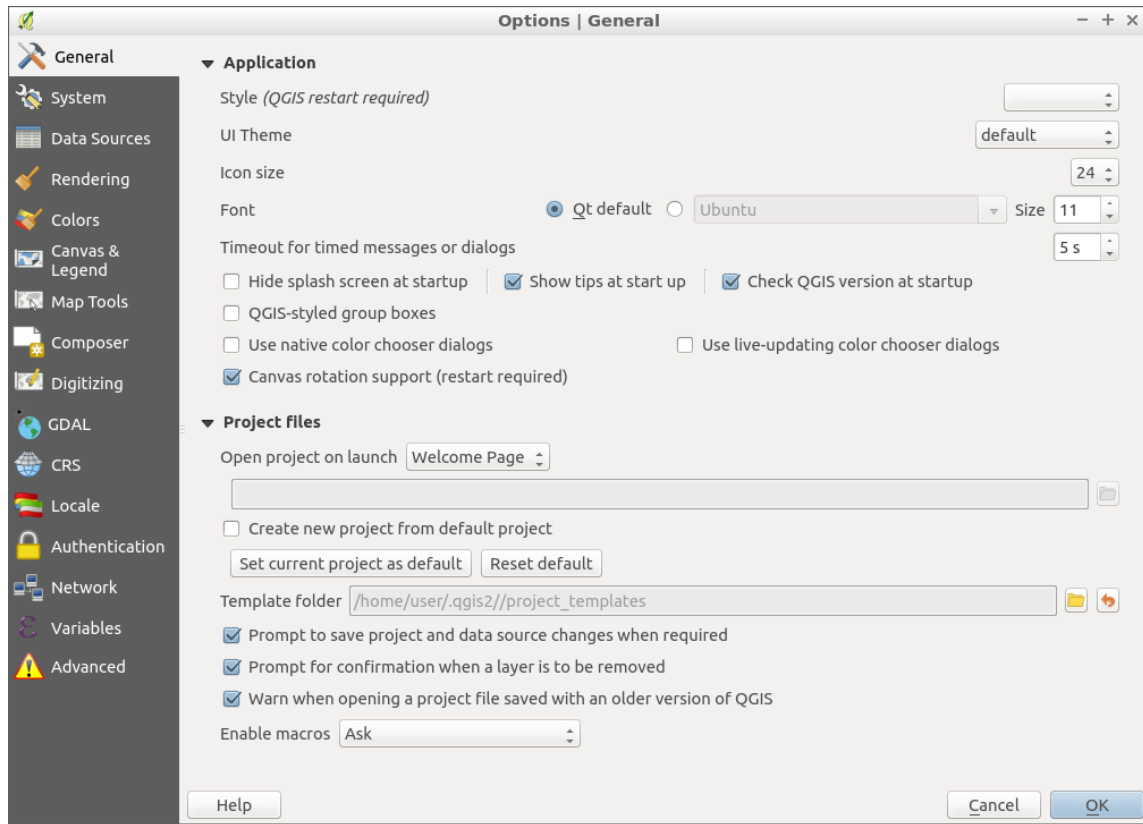 Options | General
General
System
Data Sources
Rendering
Colors
Canvas &
Legend
Map Tools
Composer
Digitizing
GDAL
CRS
Locale
Authentication
Network
Variables
Advanced
Application
Style (QGIS restart required)
UI Theme default
Icon size 24
Font Qt default Ubuntu Size 11
Timeout for timed messages or dialogs 5 s
Hide splash screen at startup Show tips at start up Check QGIS version at startup
QGIS-styled group boxes
Use native color chooser dialogs Use live-updating color chooser dialogs
Canvas rotation support (restart required)
Project files
Open project on launch Welcome Page
Create new project from default project
Set current project as default Reset default
Template folder /home/user/.qgis2//project_templates
Prompt to save project and data source changes when required
Prompt for confirmation when a layer is to be removed
Warn when opening a project file saved with an older version of QGIS
Enable macros Ask
Help Cancel OK